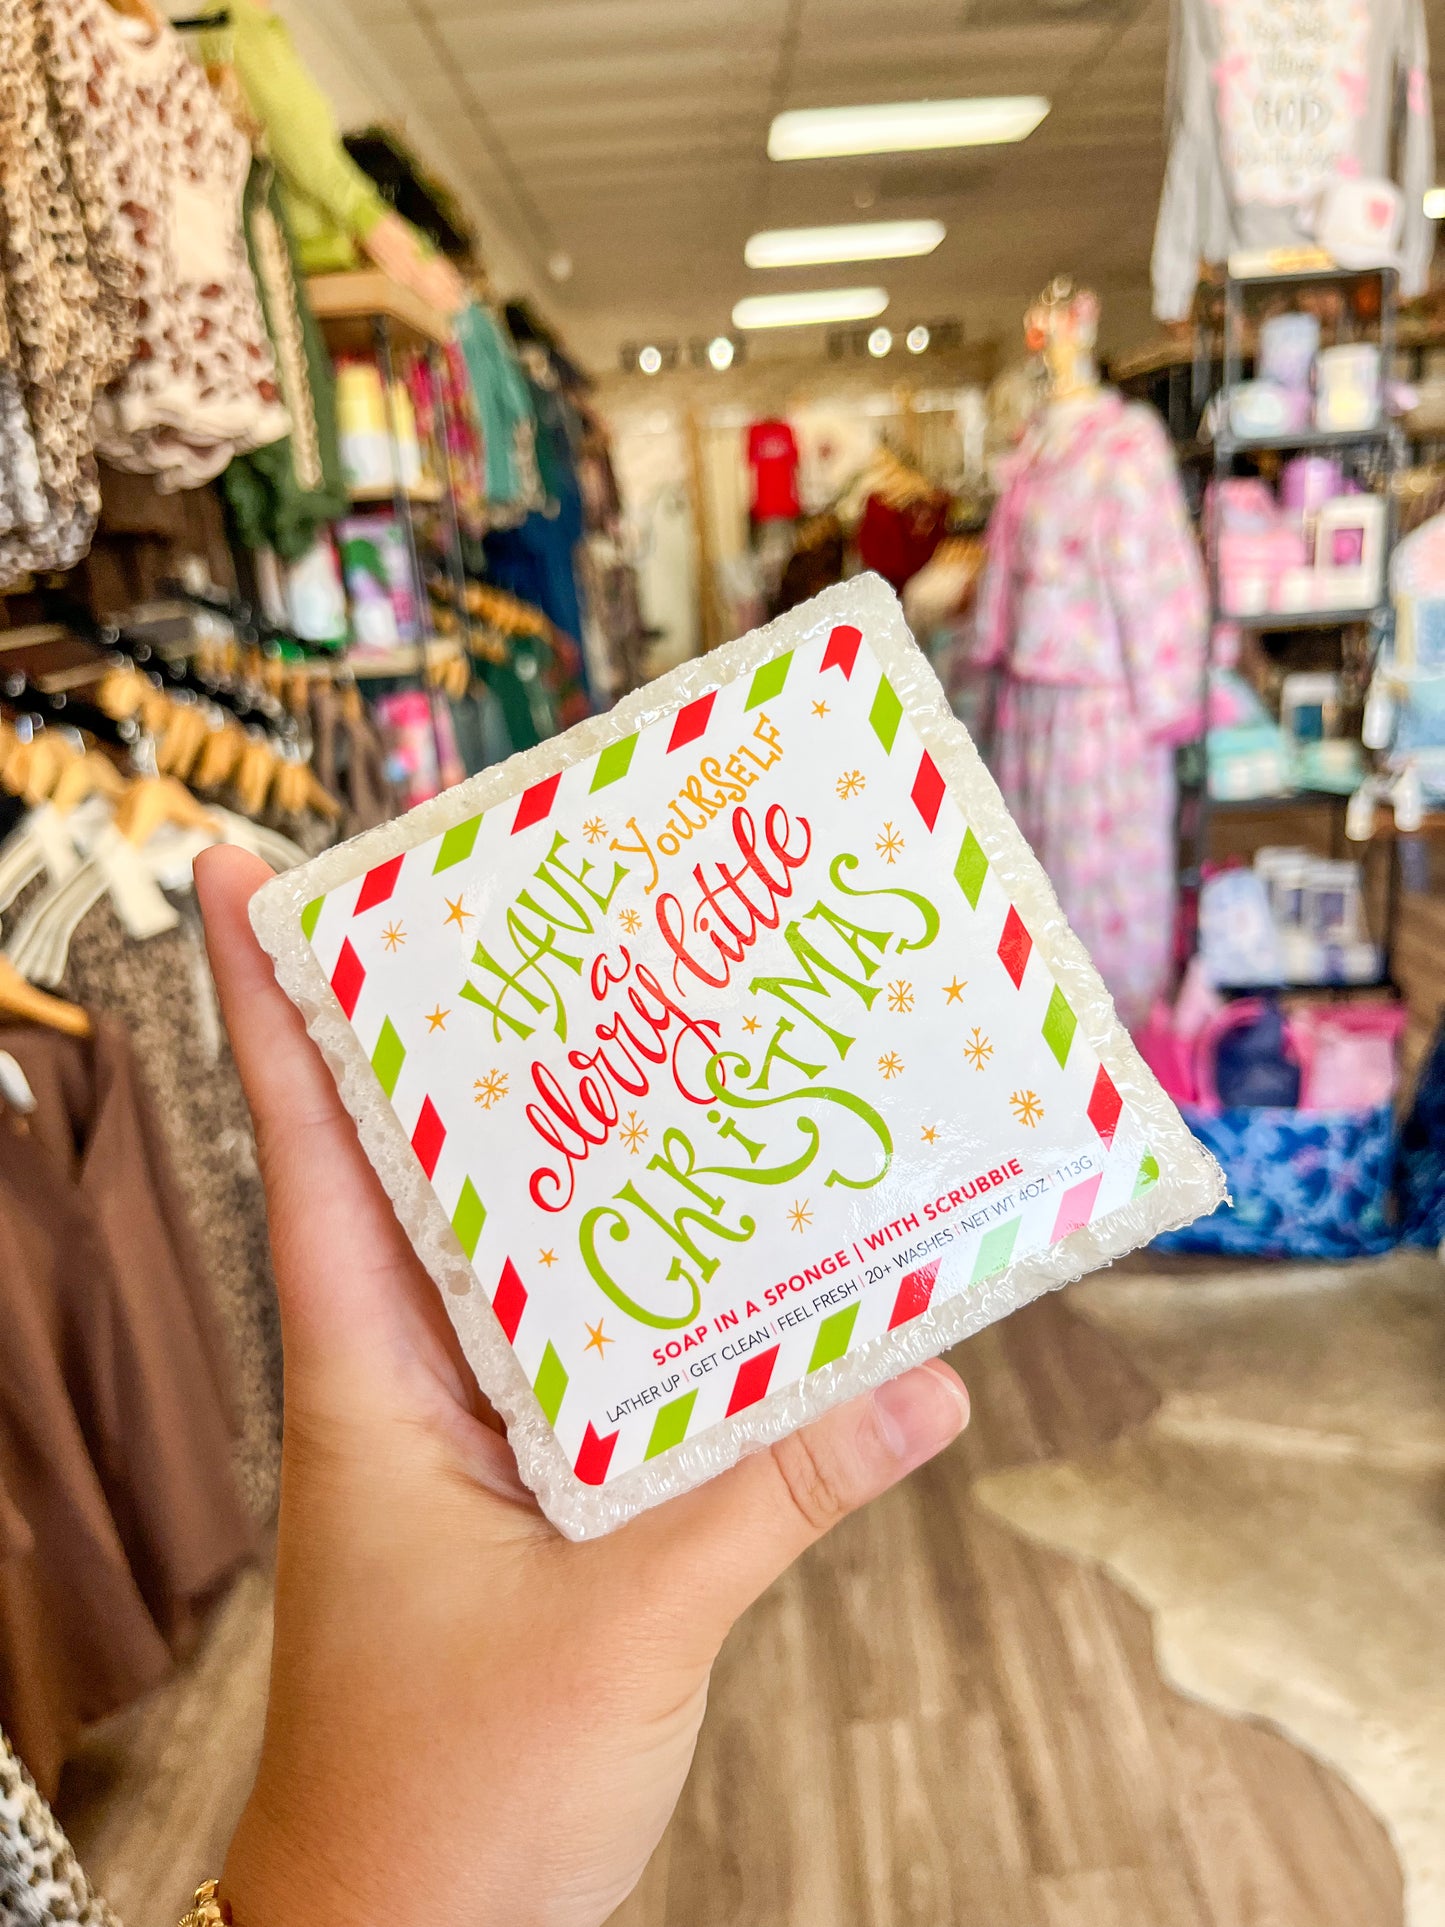 HAVE YOURSELF
a
Merry little
CHRiSTMAS
SOAP IN A SPONGE | WITH SCRUBBIE
LATHER UP | GET CLEAN | FEEL FRESH | 20+ WASHES | NET WT 4OZ | 113G